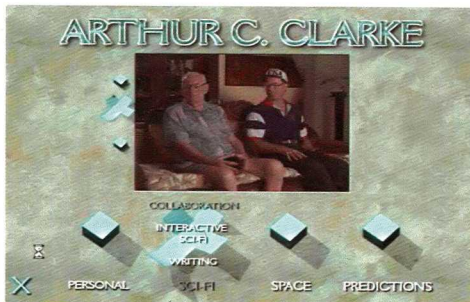 ARTHUR C. CLARKE
COLLABORATION
INTERACTIVE
SCI-FI
WRITING
PERSONAL
SCI-FI
SPACE
PREDICTIONS